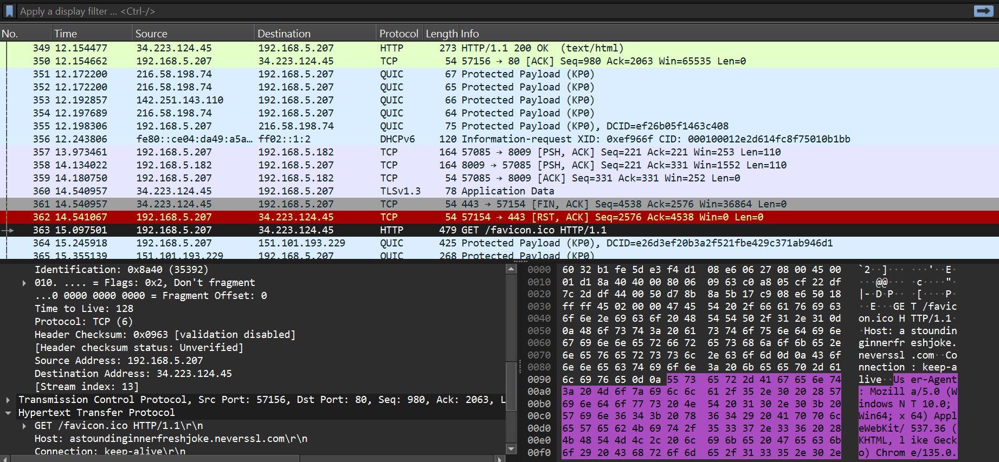 Apply a display filter ... <Ctrl-/>
No. Time Source Destination Protocol Length Info
349 12.154477 34.223.124.45 192.168.5.207 HTTP 273 HTTP/1.1 200 OK (text/html)
350 12.154662 192.168.5.207 34.223.124.45 TCP 54 57156 → 80 [ACK] Seq=980 Ack=2063 Win=65535 Len=0
351 12.172200 216.58.198.74 192.168.5.207 QUIC 67 Protected Payload (KP0)
352 12.172200 216.58.198.74 192.168.5.207 QUIC 65 Protected Payload (KP0)
353 12.192857 142.251.143.110 192.168.5.207 QUIC 66 Protected Payload (KP0)
354 12.197689 216.58.198.74 192.168.5.207 QUIC 64 Protected Payload (KP0)
355 12.198306 192.168.5.207 216.58.198.74 QUIC 75 Protected Payload (KP0), DCID=ef26b05f1463c408
356 12.243806 fe80::ce04:da49:a5a… ff02::1:2 DHCPv6 120 Information-request XID: 0xef966f CID: 000100012e2d614fc8f75010b1bb
357 13.973461 192.168.5.207 192.168.5.182 TCP 164 57085 → 8009 [PSH, ACK] Seq=221 Ack=221 Win=253 Len=110
358 14.134022 192.168.5.182 192.168.5.207 TCP 164 8009 → 57085 [PSH, ACK] Seq=221 Ack=331 Win=1552 Len=110
359 14.180750 192.168.5.207 192.168.5.182 TCP 54 57085 → 8009 [ACK] Seq=331 Ack=331 Win=252 Len=0
360 14.540957 34.223.124.45 192.168.5.207 TLSv1.3 78 Application Data
361 14.540957 34.223.124.45 192.168.5.207 TCP 54 443 → 57154 [FIN, ACK] Seq=4538 Ack=2576 Win=36864 Len=0
362 14.541067 192.168.5.207 34.223.124.45 TCP 54 57154 → 443 [RST, ACK] Seq=2576 Ack=4538 Win=0 Len=0
363 15.097501 192.168.5.207 34.223.124.45 HTTP 479 GET /favicon.ico HTTP/1.1
364 15.245918 192.168.5.207 151.101.193.229 QUIC 425 Protected Payload (KP0), DCID=e26d3ef20b3a2f521fbe429c371ab946d1
365 15.355139 151.101.193.229 192.168.5.207 QUIC 268 Protected Payload (KP0)
Identification: 0x8a40 (35392)
010. .... = Flags: 0x2, Don't fragment
...0 0000 0000 0000 = Fragment Offset: 0
Time to Live: 128
Protocol: TCP (6)
Header Checksum: 0x0963 [validation disabled]
[Header checksum status: Unverified]
Source Address: 192.168.5.207
Destination Address: 34.223.124.45
[Stream index: 13]
Transmission Control Protocol, Src Port: 57156, Dst Port: 80, Seq: 980, Ack: 2063, L
Hypertext Transfer Protocol
GET /favicon.ico HTTP/1.1\r\n
Host: astoundinginnerfreshjoke.neverssl.com\r\n
Connection: keep-alive\r\n
0000 60 32 b1 fe 5d e3 f4 d1 08 e6 06 27 08 00 45 00 `2··]··· ···'··E·
0010 01 d1 8a 40 40 00 80 06 09 63 c0 a8 05 cf 22 df ···@@··· ·c····"·
0020 7c 2d df 44 00 50 d7 8b 8a 5b 17 c9 08 e6 50 18 |-·D·P·· ·[····P·
0030 ff ff 45 02 00 00 47 45 54 20 2f 66 61 76 69 63 ··E···GE T /favic
0040 6f 6e 2e 69 63 6f 20 48 54 54 50 2f 31 2e 31 0d on.ico H TTP/1.1·
0050 0a 48 6f 73 74 3a 20 61 73 74 6f 75 6e 64 69 6e ·Host: a stoundin
0060 67 69 6e 6e 65 72 66 72 65 73 68 6a 6f 6b 65 2e ginnerfr eshjoke.
0070 6e 65 76 65 72 73 73 6c 2e 63 6f 6d 0d 0a 43 6f neverssl .com··Co
0080 6e 6e 65 63 74 69 6f 6e 3a 20 6b 65 65 70 2d 61 nnection : keep-a
0090 6c 69 76 65 0d 0a 55 73 65 72 2d 41 67 65 6e 74 live··Us er-Agent
00a0 3a 20 4d 6f 7a 69 6c 6c 61 2f 35 2e 30 20 28 57 : Mozill a/5.0 (W
00b0 69 6e 64 6f 77 73 20 4e 54 20 31 30 2e 30 3b 20 indows N T 10.0;
00c0 57 69 6e 36 34 3b 20 78 36 34 29 20 41 70 70 6c Win64; x 64) Appl
00d0 65 57 65 62 4b 69 74 2f 35 33 37 2e 33 36 20 28 eWebKit/ 537.36 (
00e0 4b 48 54 4d 4c 2c 20 6c 69 6b 65 20 47 65 63 6b KHTML, l ike Geck
00f0 6f 29 20 43 68 72 6f 6d 65 2f 31 33 35 2e 30 2e o) Chrom e/135.0.